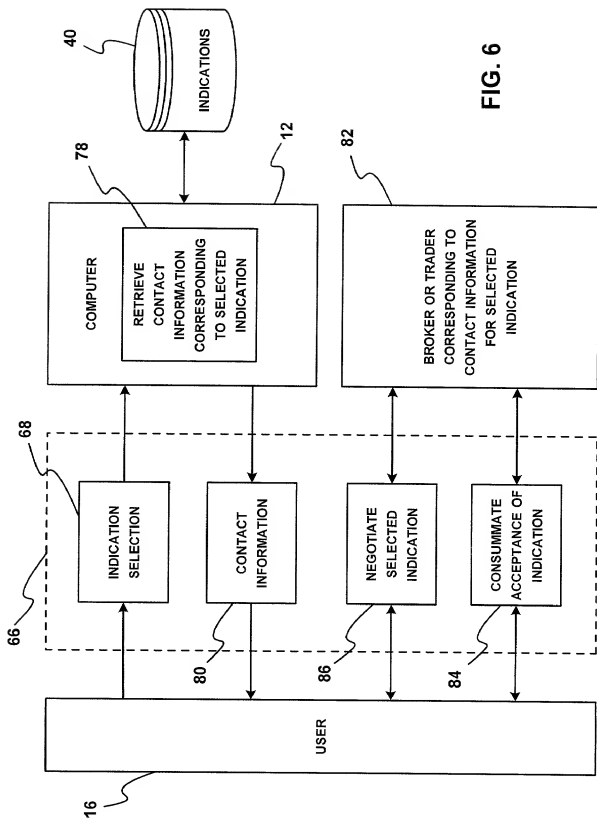 40
INDICATIONS
78
12
COMPUTER
RETRIEVE
CONTACT
INFORMATION
CORRESPONDING
TO SELECTED
INDICATION
82
BROKER OR TRADER
CORRESPONDING TO
CONTACT INFORMATION
FOR SELECTED
INDICATION
66
68
INDICATION
SELECTION
CONTACT
INFORMATION
80
NEGOTIATE
SELECTED
INDICATION
86
CONSUMMATE
ACCEPTANCE OF
INDICATION
84
USER
16
FIG. 6